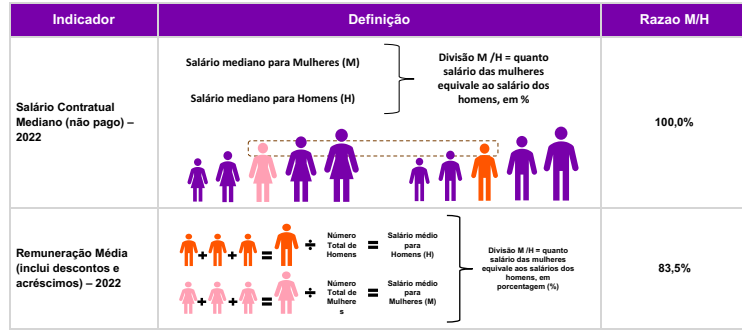 Indicador
Definição
Razao M/H
Salário Contratual
Mediano (não pago) –
2022
Salário mediano para Mulheres (M)
Salário mediano para Homens (H)
Divisão M /H = quanto
salário das mulheres
equivale ao salário dos
homens, em %
100,0%
Remuneração Média
(inclui descontos e
acréscimos) – 2022
+ + = ÷
Número
Total de
Homens
=
Salário médio
para
Homens (H)
+ + = ÷
Número
Total de
Mulhere
s
=
Salário médio
para
Mulheres (M)
Divisão M /H = quanto
salário das mulheres
equivale aos salários dos
homens, em
porcentagem (%)
83,5%